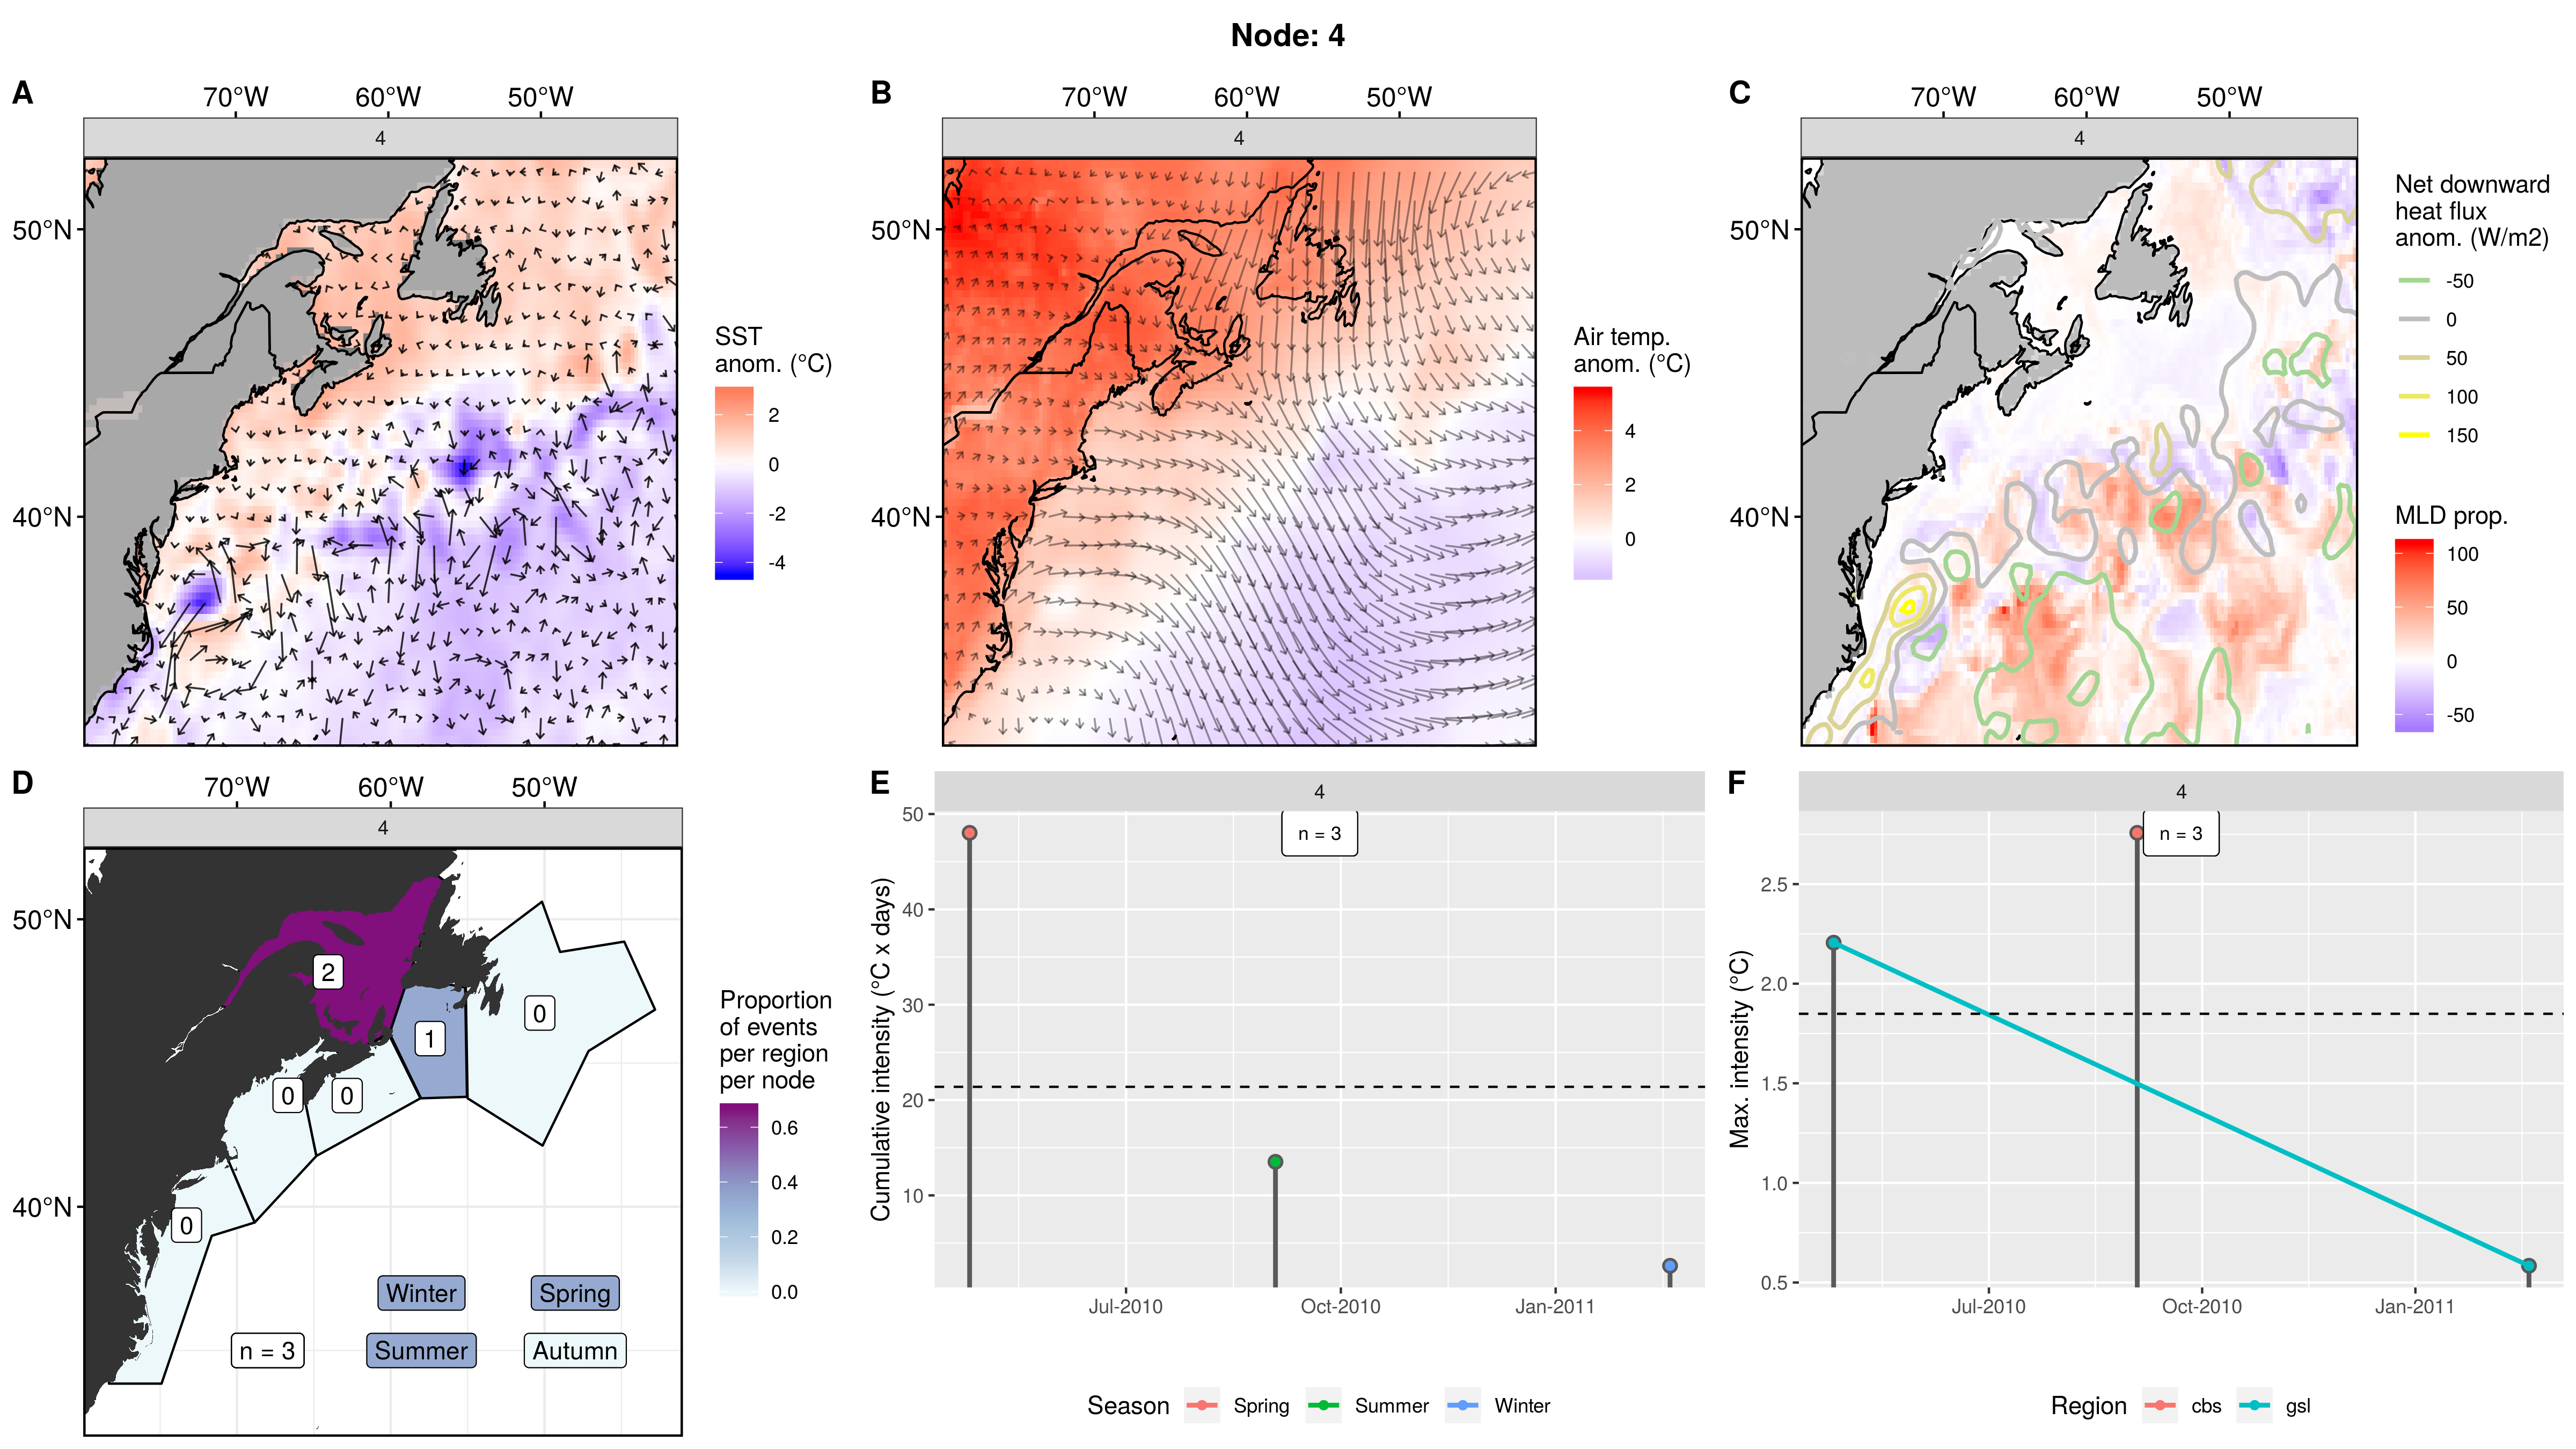 Node: 4
A
70°W 60°W 50°W
4
50°N
40°N
SST
anom. (°C)
2
0
-2
-4
B
70°W 60°W 50°W
4
50°N
40°N
Air temp.
anom. (°C)
4
2
0
C
70°W 60°W 50°W
4
50°N
40°N
Net downward
heat flux
anom. (W/m2)
-50
0
50
100
150
MLD prop.
100
50
0
-50
D
70°W 60°W 50°W
4
50°N
40°N
2
1
0
0
0
0
Winter Spring
n = 3 Summer Autumn
Proportion
of events
per region
per node
0.6
0.4
0.2
0.0
E
4
n = 3
Cumulative intensity (°C x days)
50
40
30
20
10
Jul-2010 Oct-2010 Jan-2011
Season Spring Summer Winter
F
4
n = 3
Max. intensity (°C)
2.5
2.0
1.5
1.0
0.5
Jul-2010 Oct-2010 Jan-2011
Region cbs gsl